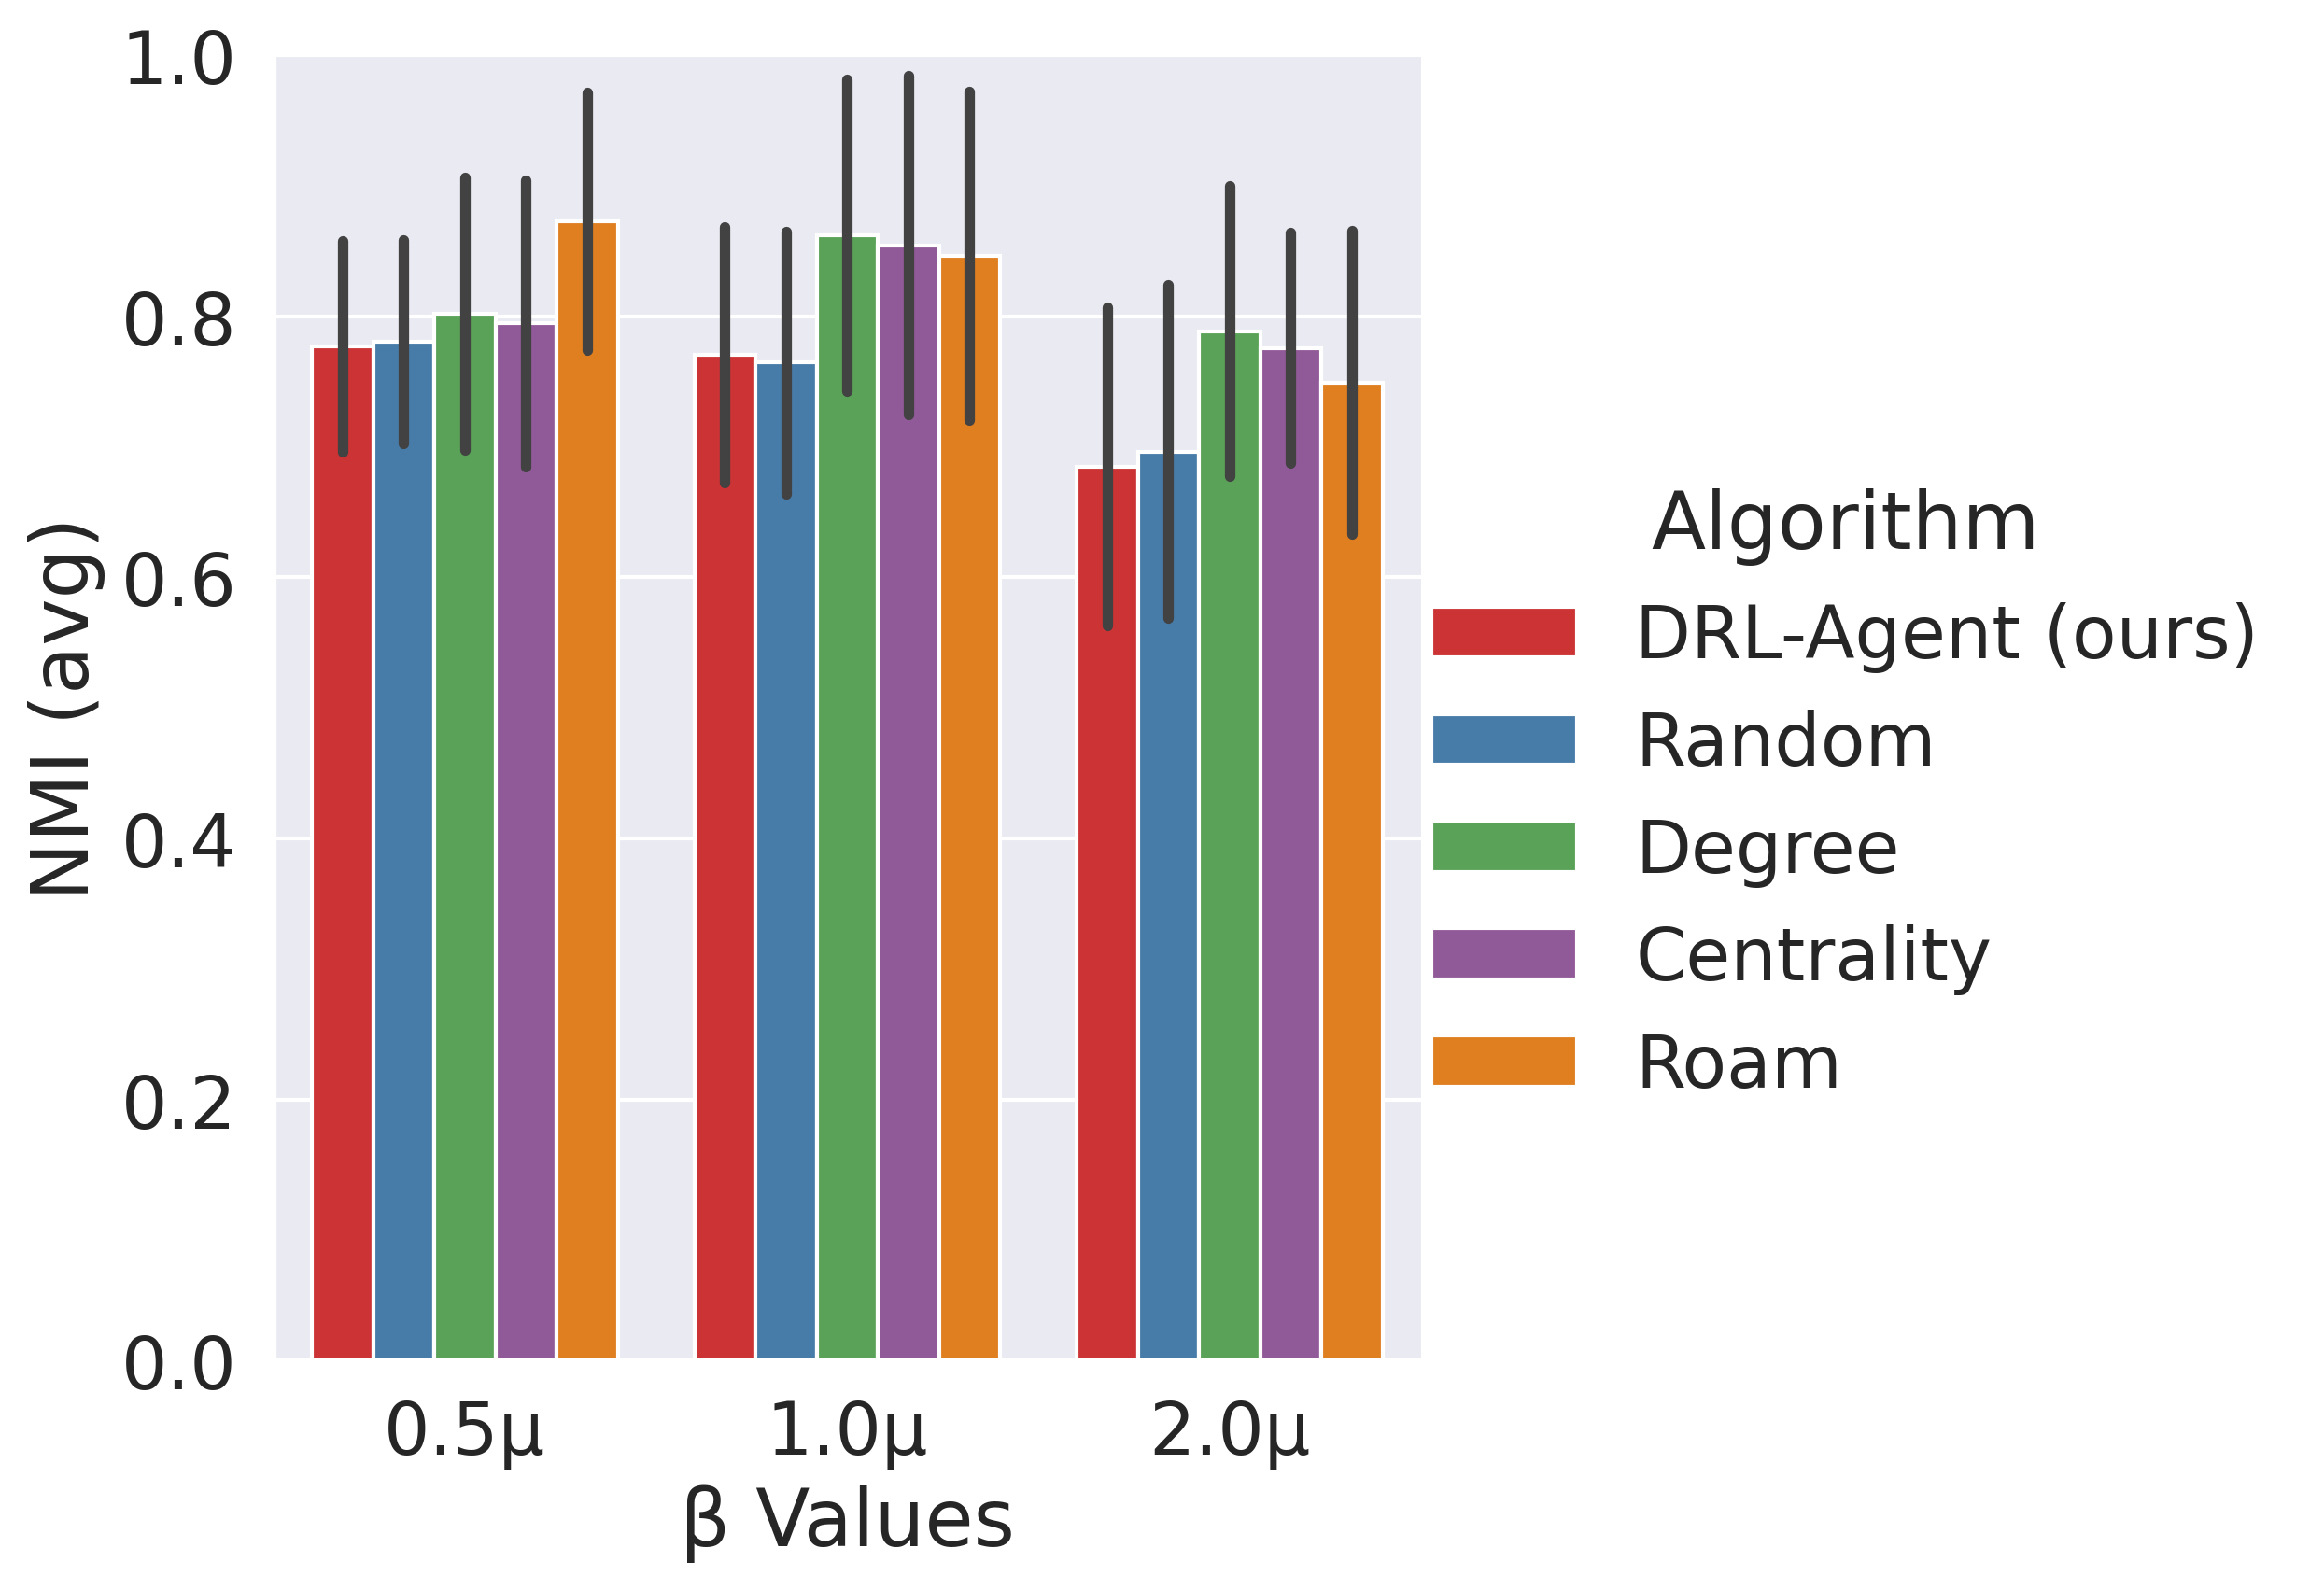 1.0
0.8
0.6
0.4
0.2
0.0
NMI (avg)
0.5µ 1.0µ 2.0µ
β Values
Algorithm
DRL-Agent (ours)
Random
Degree
Centrality
Roam